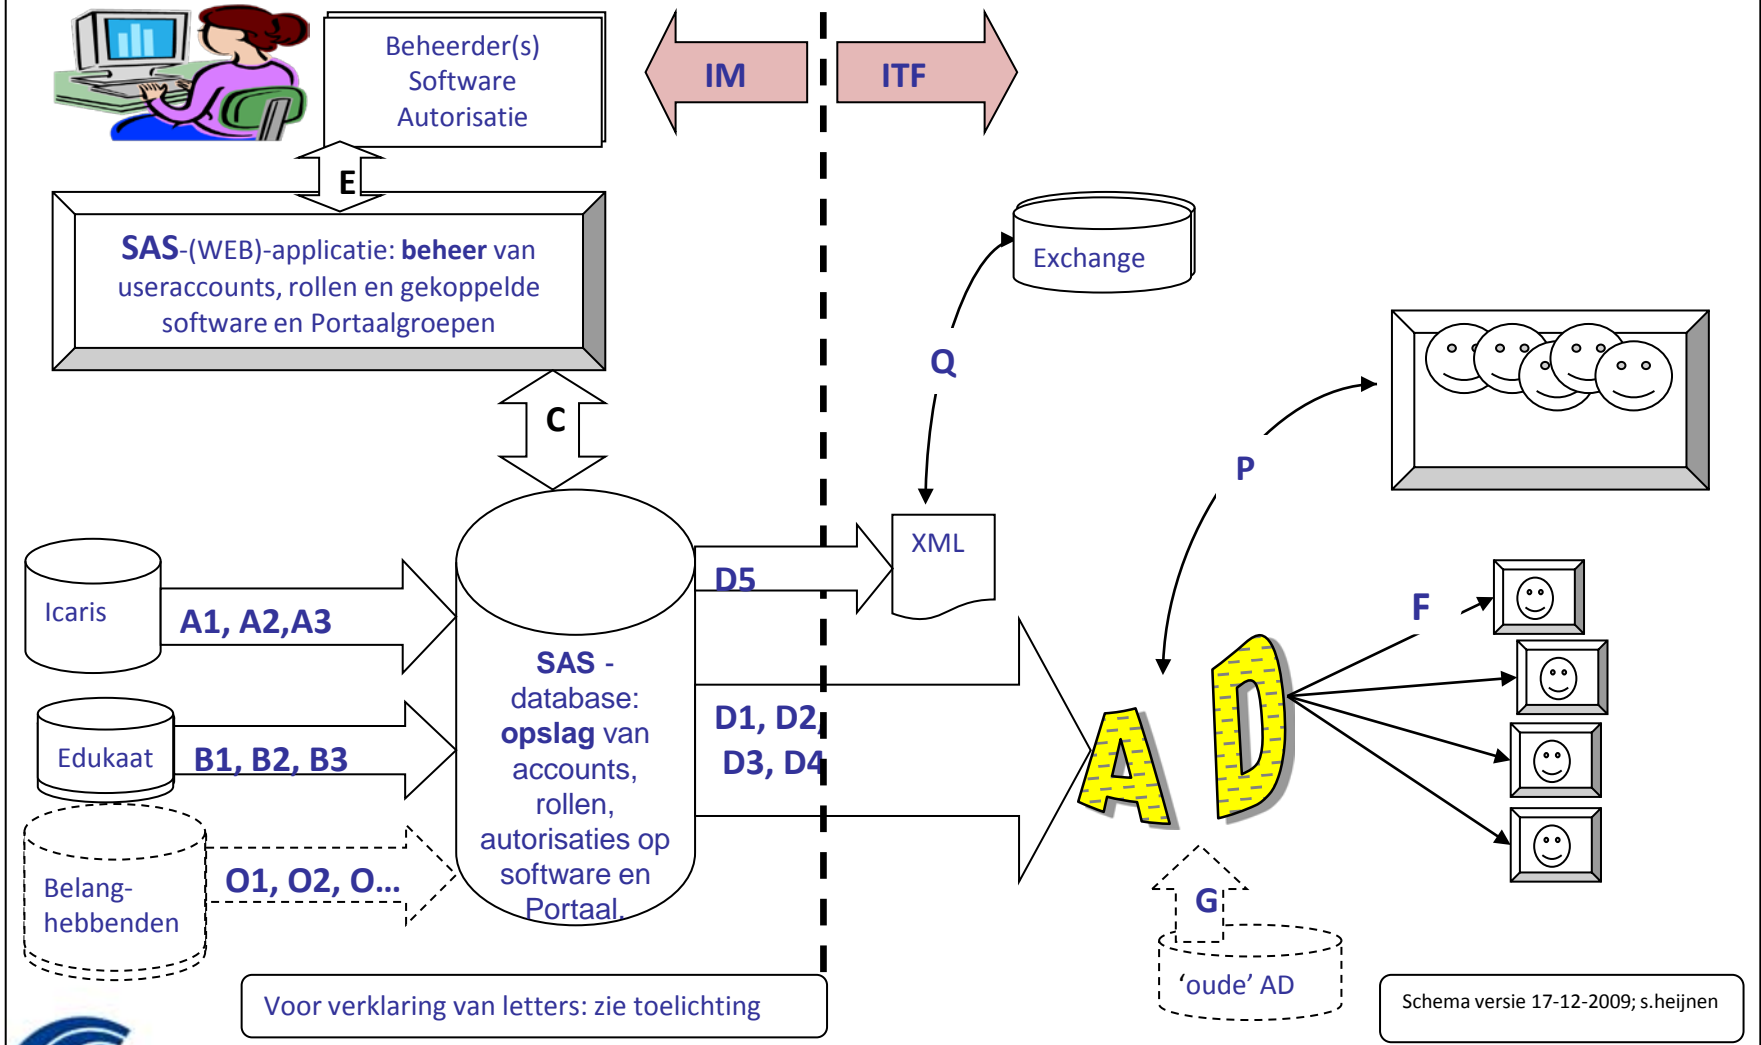 Beheerder(s)
Software
Autorisatie
IM
ITF
E
SAS-(WEB)-applicatie: beheer van
useraccounts, rollen en gekoppelde
software en Portaalgroepen
Exchange
Q
C
P
XML
D5
Icaris
A1, A2,A3
F
SAS -
database:
opslag van
accounts,
rollen,
autorisaties op
software en
Portaal.
D1, D2,
D3, D4
A D
Edukaat
B1, B2, B3
Belang-
hebbenden
O1, O2, O...
G
'oude' AD
Voor verklaring van letters: zie toelichting
Schema versie 17-12-2009; s.heijnen